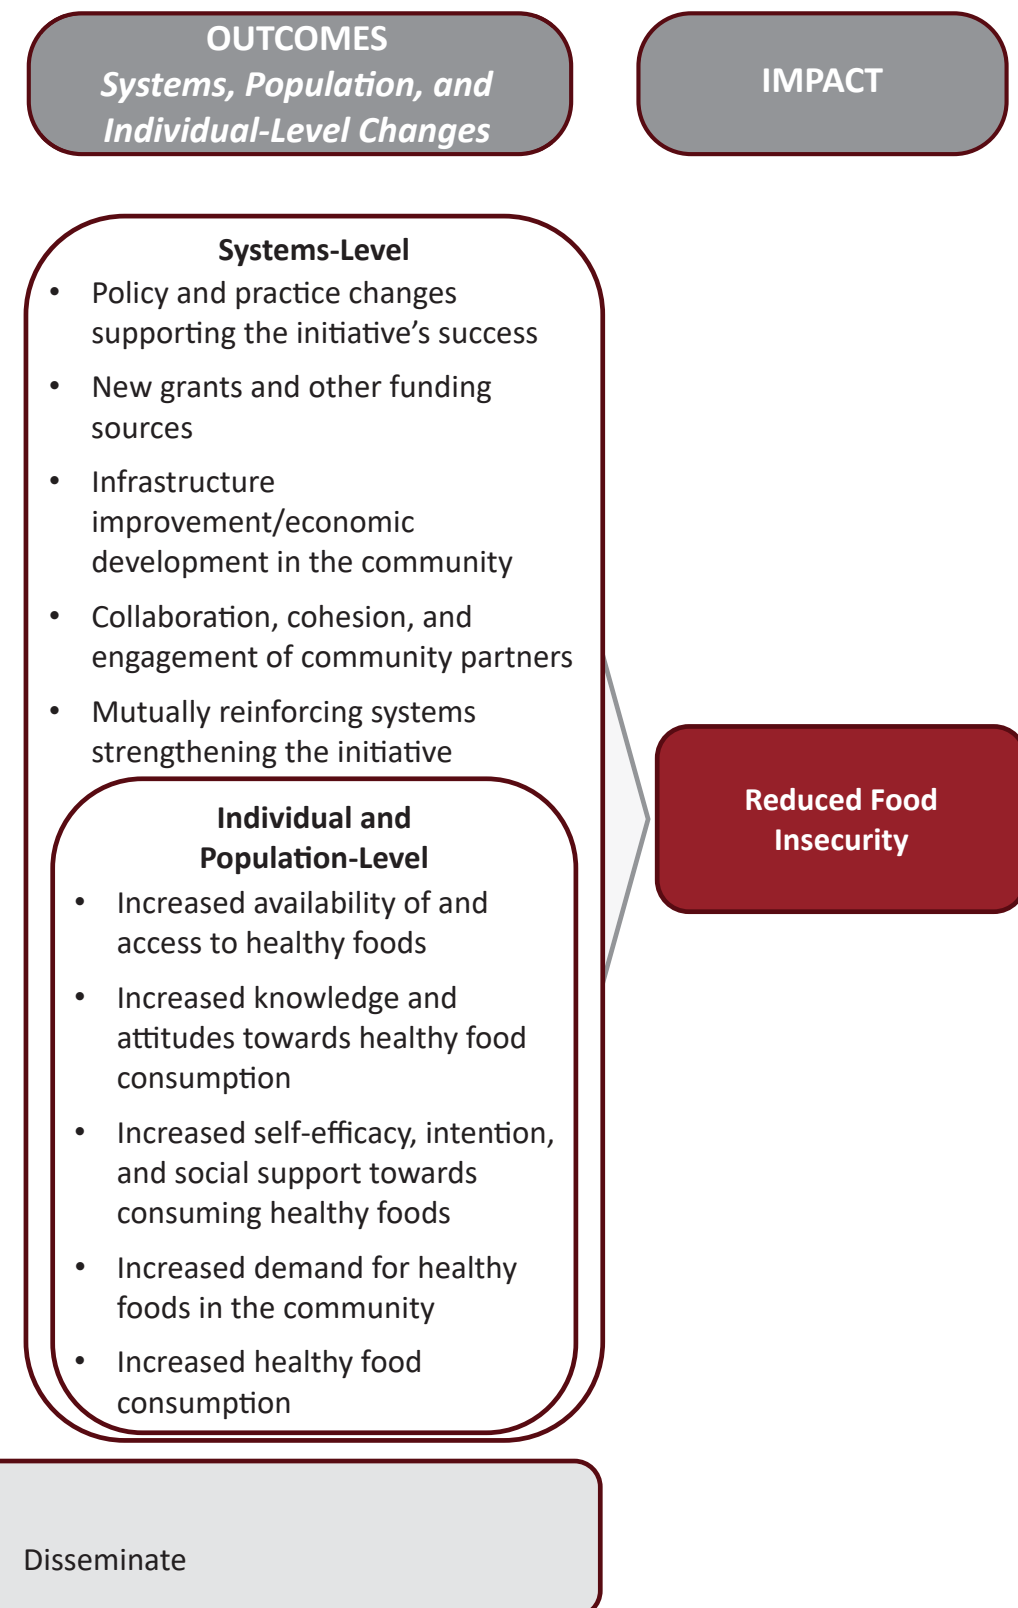 OUTCOMES
Systems, Population, and
Individual-Level Changes
IMPACT
Systems-Level
• Policy and practice changes
supporting the initiative’s success
• New grants and other funding
sources
• Infrastructure
improvement/economic
development in the community
• Collaboration, cohesion, and
engagement of community partners
• Mutually reinforcing systems
strengthening the initiative
Individual and
Population-Level
• Increased availability of and
access to healthy foods
• Increased knowledge and
attitudes towards healthy food
consumption
• Increased self-efficacy, intention,
and social support towards
consuming healthy foods
• Increased demand for healthy
foods in the community
• Increased healthy food
consumption
Reduced Food
Insecurity
Disseminate